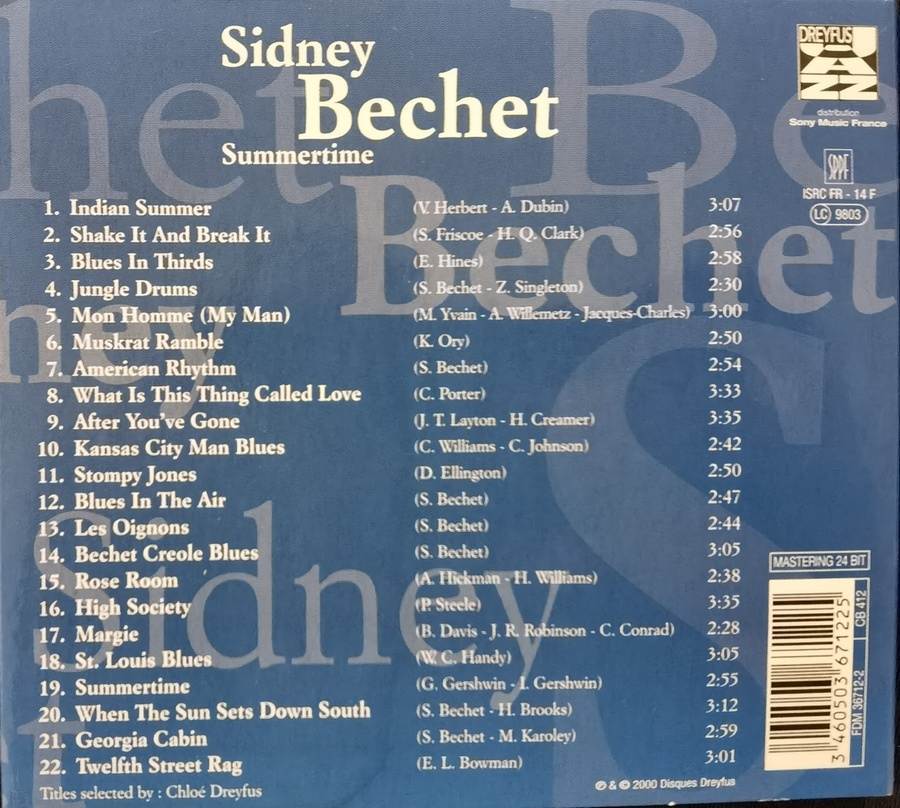 Sidney
Bechet
Summertime
DREYFUS
JAZZ
distribution
Sony Music France
SPPF
ISRC FR - 14 F
LC 9803
1. Indian Summer (V. Herbert - A. Dubin) 3:07
2. Shake It And Break It (S. Friscoe - H. Q. Clark) 2:56
3. Blues In Thirds (E. Hines) 2:58
4. Jungle Drums (S. Bechet - Z. Singleton) 2:30
5. Mon Homme (My Man) (M. Yvain - A. Willemetz - Jacques-Charles) 3:00
6. Muskrat Ramble (K. Ory) 2:50
7. American Rhythm (S. Bechet) 2:54
8. What Is This Thing Called Love (C. Porter) 3:33
9. After You've Gone (J. T. Layton - H. Creamer) 3:35
10. Kansas City Man Blues (C. Williams - C. Johnson) 2:42
11. Stompy Jones (D. Ellington) 2:50
12. Blues In The Air (S. Bechet) 2:47
13. Les Oignons (S. Bechet) 2:44
14. Bechet Creole Blues (S. Bechet) 3:05
15. Rose Room (A. Hickman - H. Williams) 2:38
16. High Society (P. Steele) 3:35
17. Margie (B. Davis - J. R. Robinson - C. Conrad) 2:28
18. St. Louis Blues (W. C. Handy) 3:05
19. Summertime (G. Gershwin - I. Gershwin) 2:55
20. When The Sun Sets Down South (S. Bechet - H. Brooks) 3:12
21. Georgia Cabin (S. Bechet - M. Karoley) 2:59
22. Twelfth Street Rag (E. L. Bowman) 3:01
Titles selected by : Chloé Dreyfus
℗ & © 2000 Disques Dreyfus
MASTERING 24 BIT
3 460503 671225
CB 412
FDM 36712-2
het
Be
Bechet
ney
Sidney
S